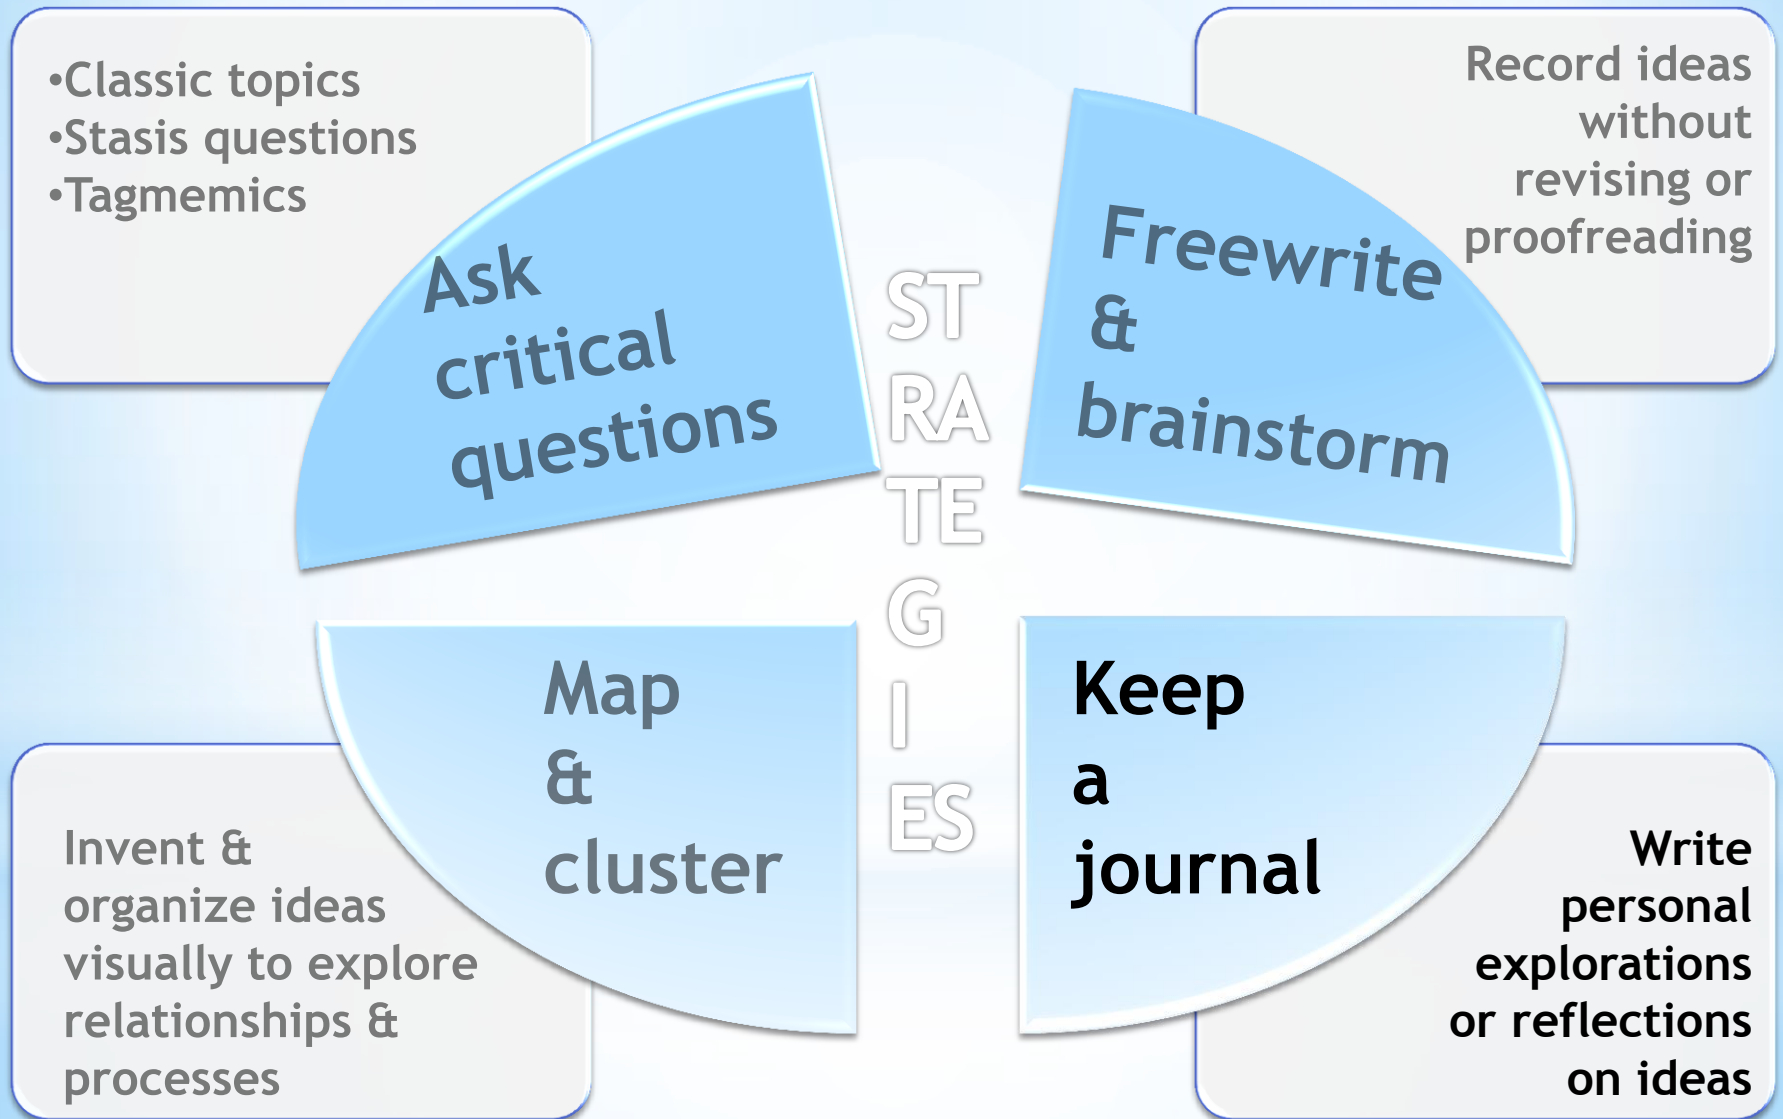 •Classic topics
•Stasis questions
•Tagmemics
Ask
critical
questions
Record ideas
without
revising or
proofreading
Freewrite
&
brainstorm
ST
RA
TE
G
I
ES
Map
&
cluster
Invent &
organize ideas
visually to explore
relationships &
processes
Keep
a
journal
Write
personal
explorations
or reflections
on ideas